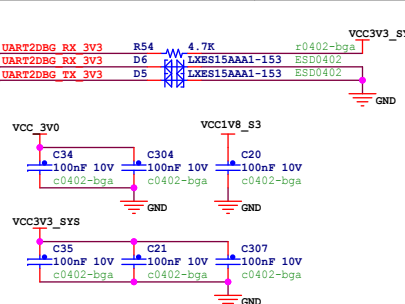 VCC3V3_SY
UART2DBG_RX_3V3 R54 4.7K r0402-bga
UART2DBG_RX_3V3 D6 LXES15AAA1-153 ESD0402
UART2DBG_TX_3V3 D5 LXES15AAA1-153 ESD0402
GND
VCC_3V0 VCC1V8_S3
C34 C304 C20
100nF 10V 100nF 10V 100nF 10V
c0402-bga c0402-bga c0402-bga
GND GND
VCC3V3_SYS
C35 C21 C307
100nF 10V 100nF 10V 100nF 10V
c0402-bga c0402-bga c0402-bga
GND